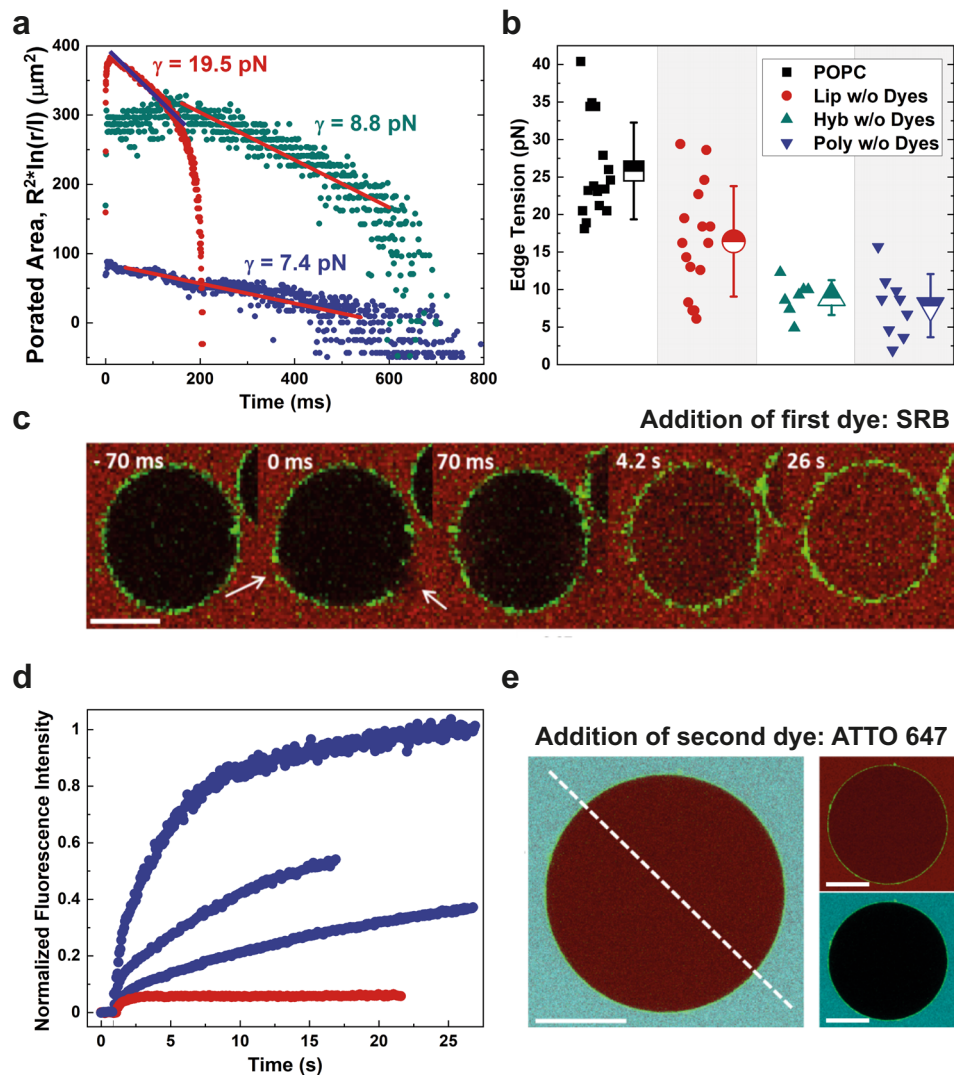 a
Porated Area, R²*ln(r/l) (μm²)
400
300
200
100
0
γ = 19.5 pN
γ = 8.8 pN
γ = 7.4 pN
0
200
400
600
800
Time (ms)
b
Edge Tension (pN)
40
35
30
25
20
15
10
5
0
POPC
Lip w/o Dyes
Hyb w/o Dyes
Poly w/o Dyes
Addition of first dye: SRB
c
- 70 ms
0 ms
70 ms
4.2 s
26 s
d
Normalized Fluorescence Intensity
1
0.8
0.6
0.4
0.2
0
0
5
10
15
20
25
Time (s)
e
Addition of second dye: ATTO 647